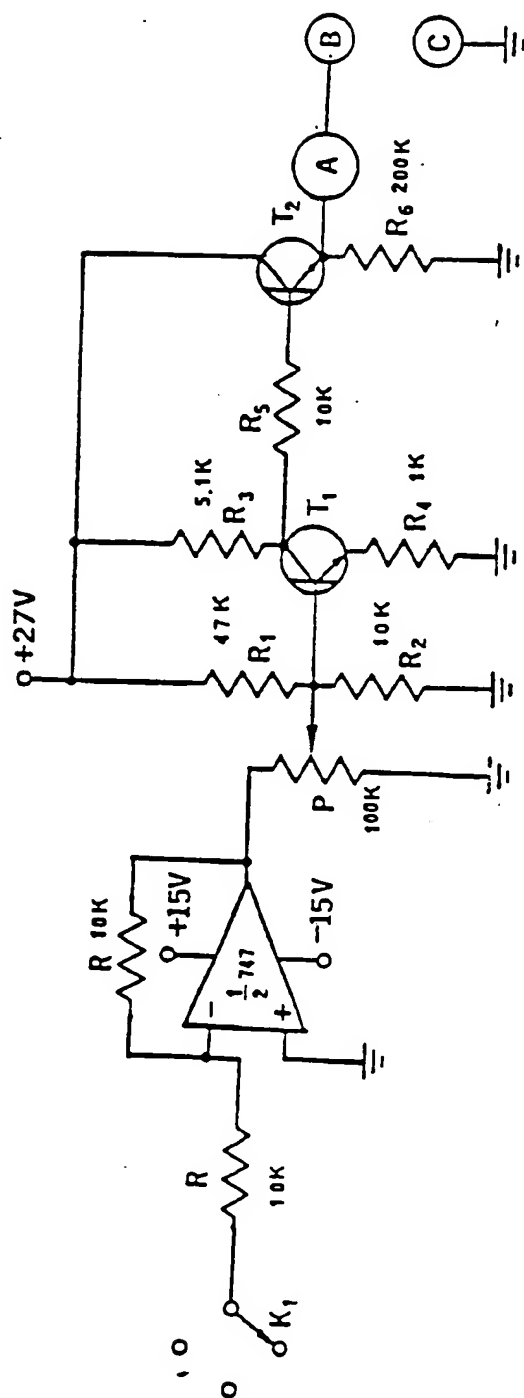 +27V
R
10K
+15V
5.1K
R3
T2
A
B
C
47K
R1
R5
10K
R6 200K
K1
R
10K
-
+
1/2 747
-15V
P
100K
T1
10K
R2
R4
1K